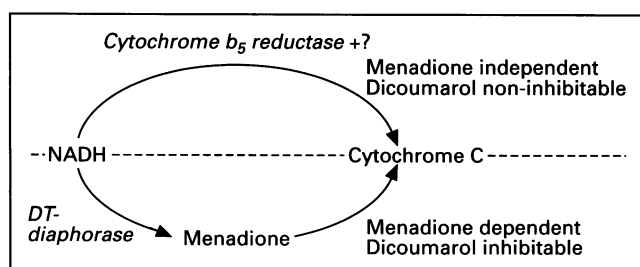 Cytochrome b5 reductase +?
Menadione independent
Dicoumarol non-inhibitable
NADH
Cytochrome C
DT-
diaphorase
Menadione
Menadione dependent
Dicoumarol inhibitable